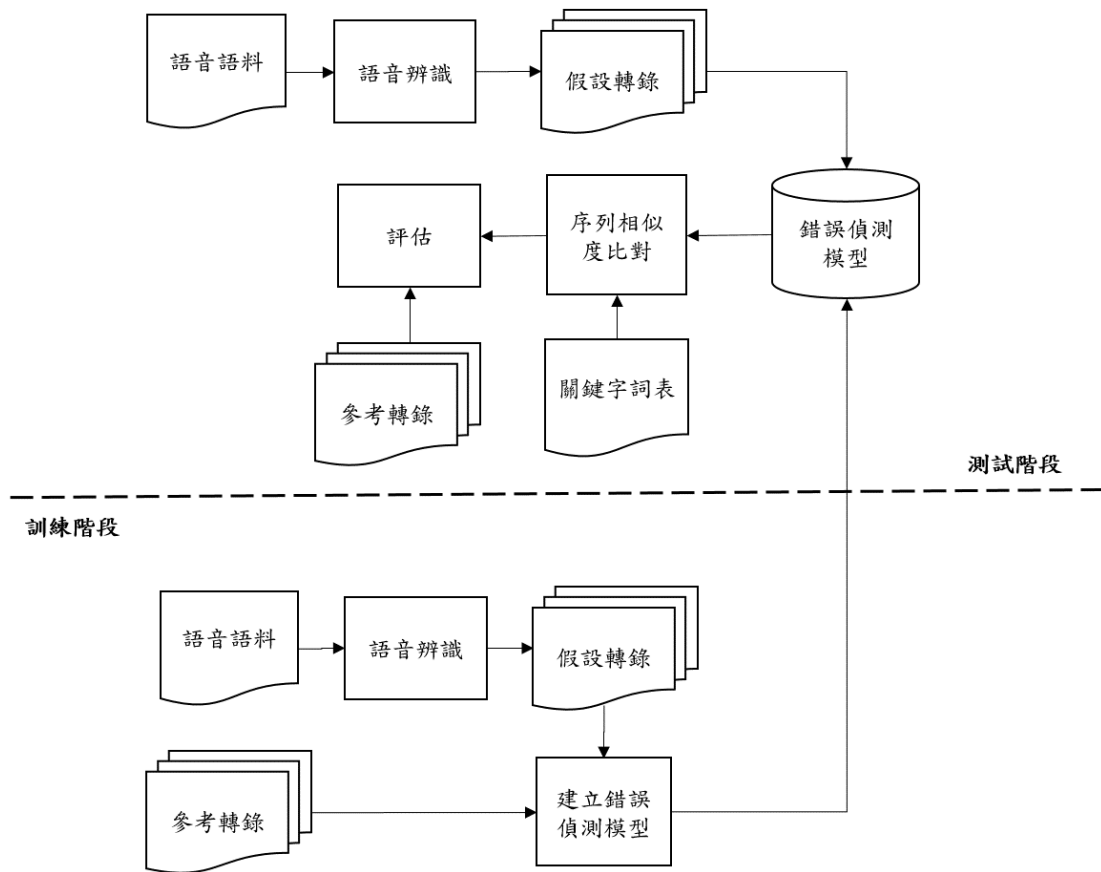 語音語料
語音辨識
假設轉錄
評估
序列相似
度比對
錯誤偵測
模型
參考轉錄
關鍵字詞表
測試階段
訓練階段
語音語料
語音辨識
假設轉錄
參考轉錄
建立錯誤
偵測模型